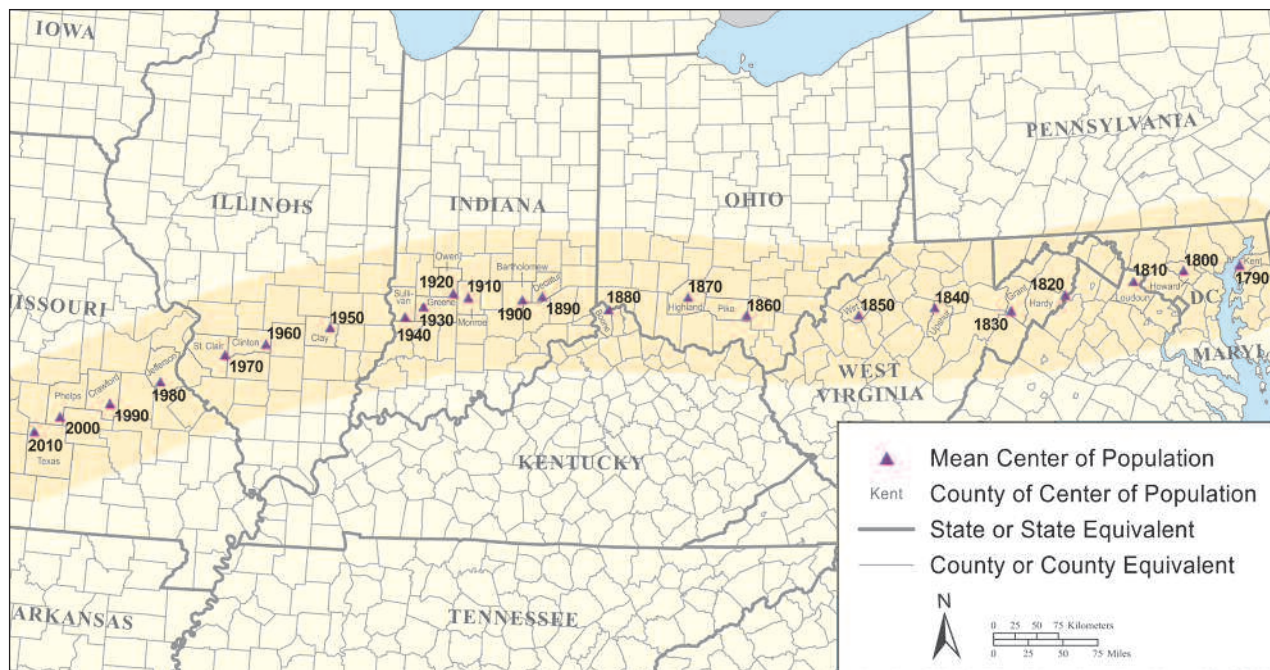 IOWA
PENNSYLVANIA
ILLINOIS
INDIANA
OHIO
MISSOURI
Owen
Bartholomew
Decatur
1920
1910
1900
1890
Sulli-
van
Greene
Monroe
1930
1940
1880
Boone
1870
Highland
Pike
1860
Wirt
1850
1840
Upshur
Grant
1830
1820
Hardy
1810
Loudoun
1800
Howard
DC
Kent
1790
MARYL
WEST
VIRGINIA
1950
Clay
1960
Clinton
St. Clair
1970
Jefferson
1980
Crawford
1990
Phelps
2000
2010
Texas
KENTUCKY
TENNESSEE
ARKANSAS
Mean Center of Population
Kent County of Center of Population
State or State Equivalent
County or County Equivalent
N
0 25 50 75 Kilometers
0 25 50 75 Miles